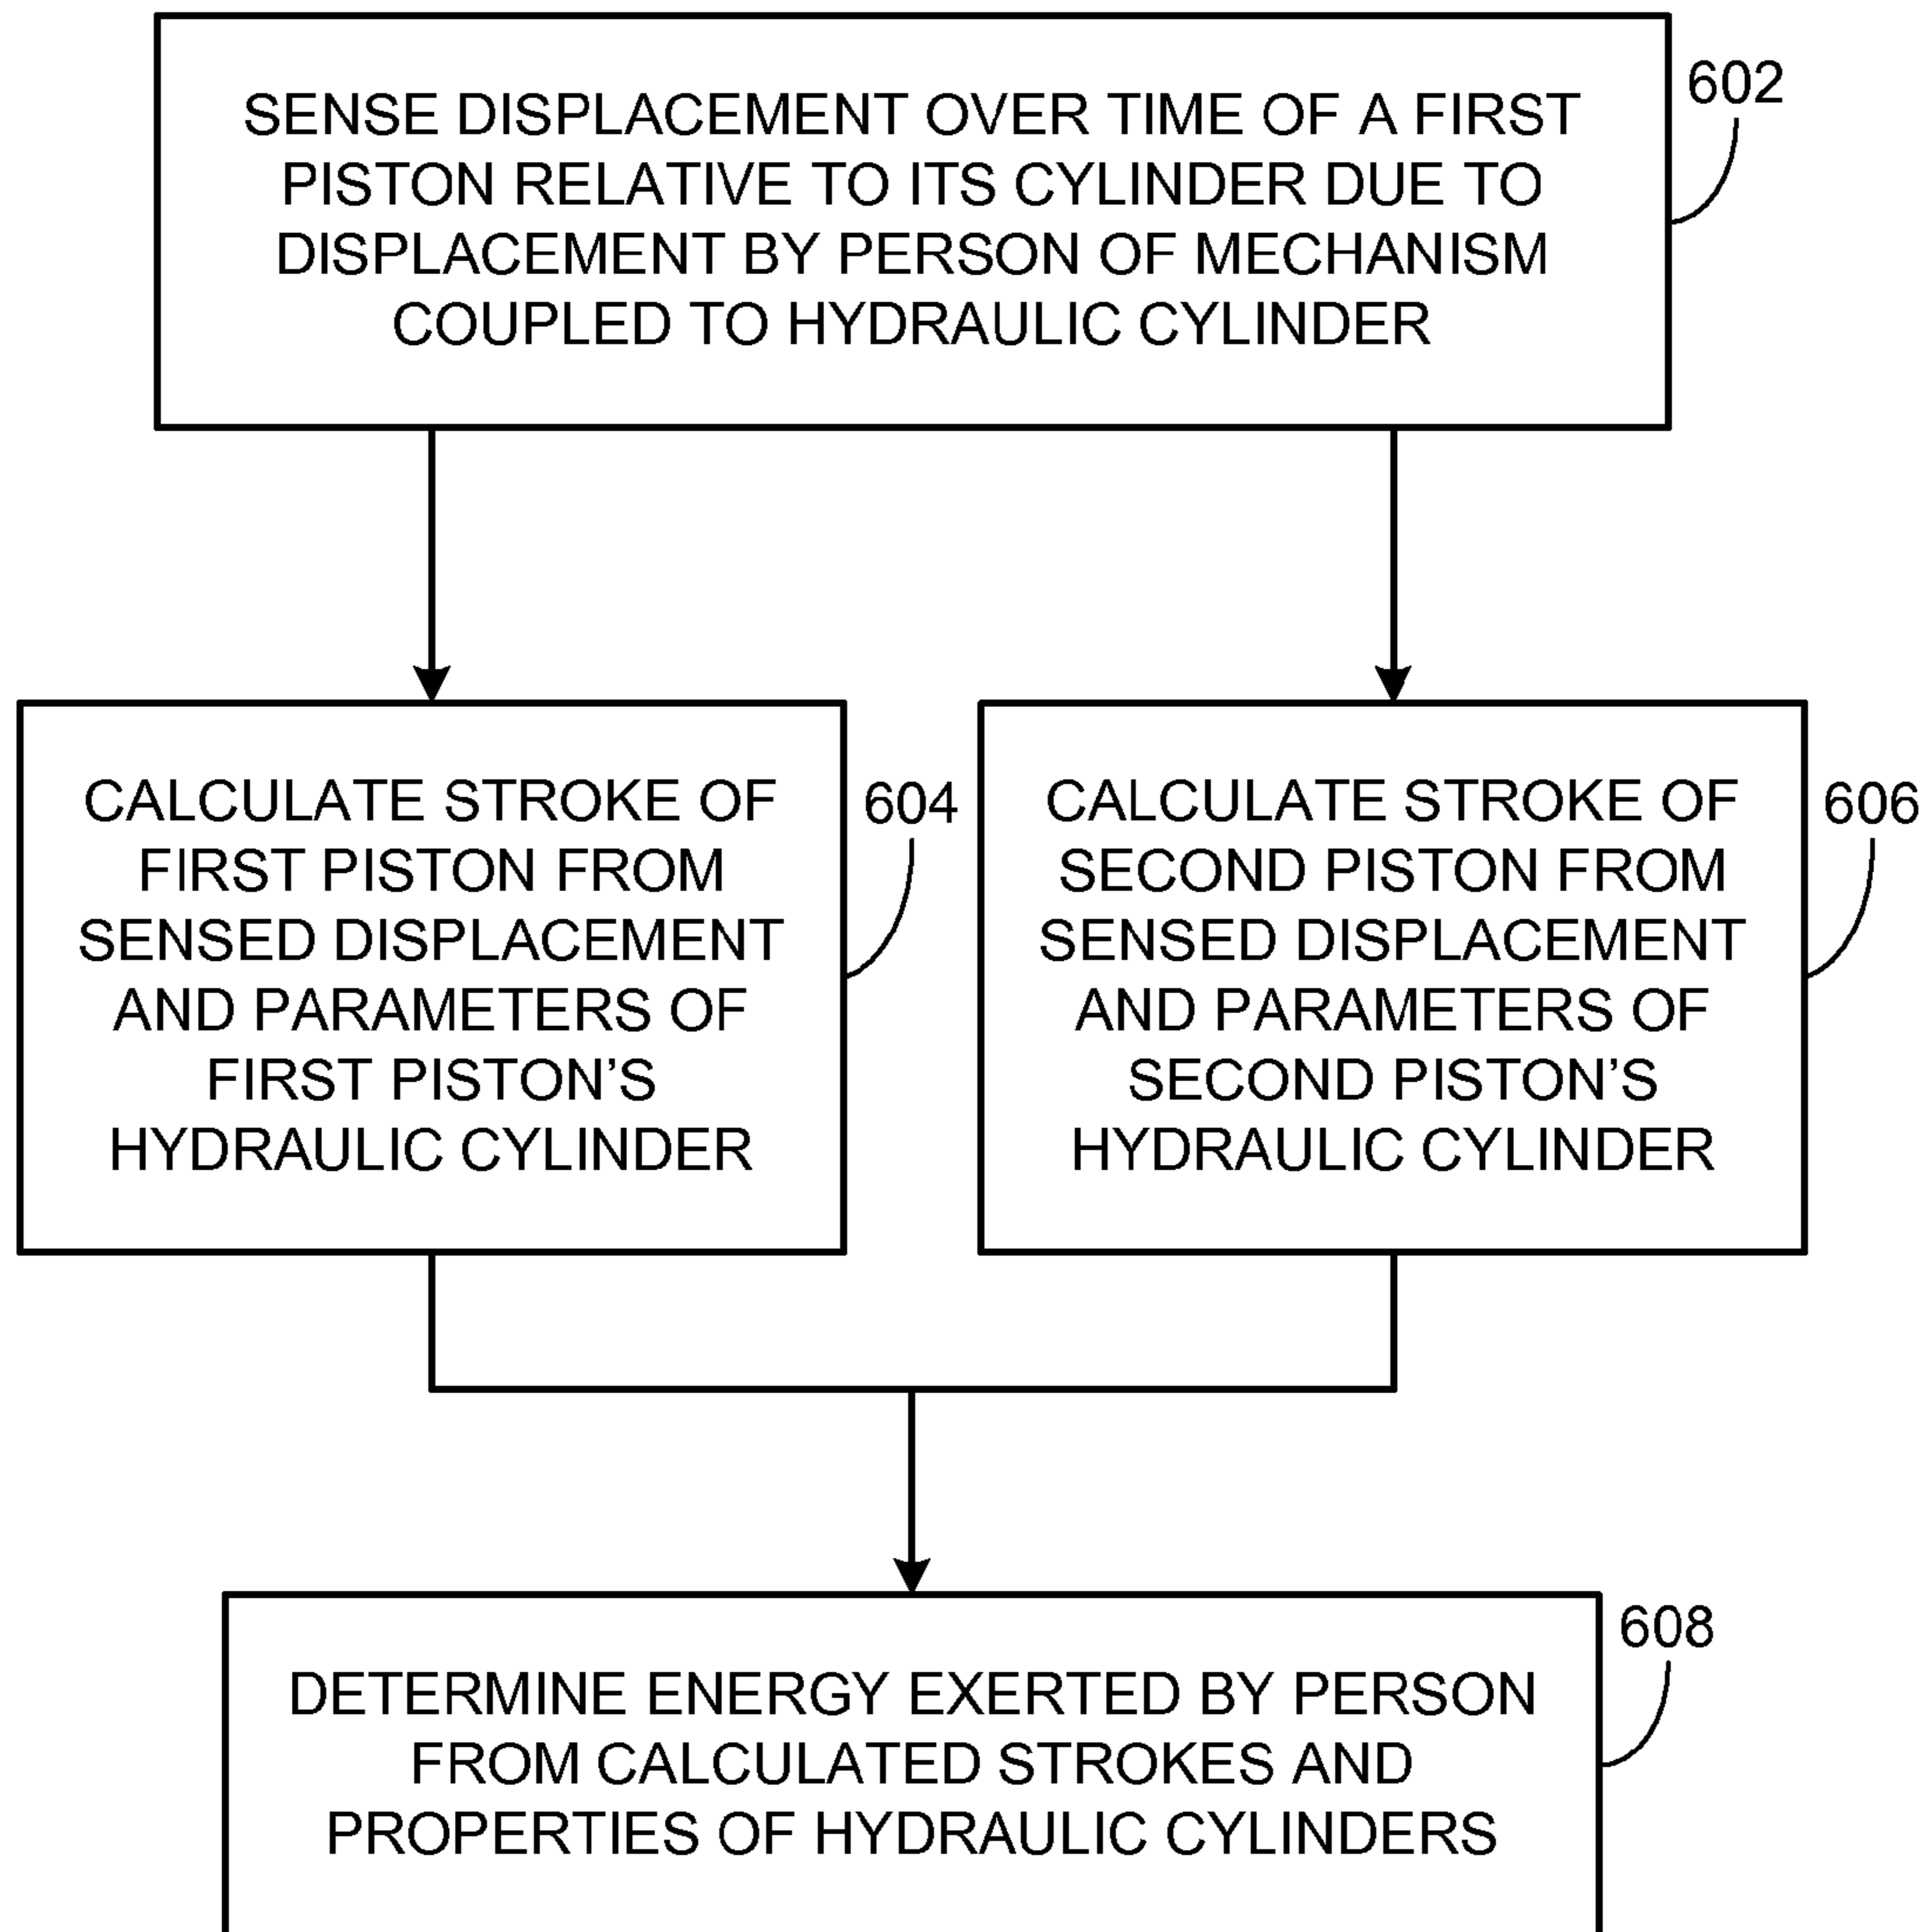 SENSE DISPLACEMENT OVER TIME OF A FIRST
PISTON RELATIVE TO ITS CYLINDER DUE TO
DISPLACEMENT BY PERSON OF MECHANISM
COUPLED TO HYDRAULIC CYLINDER
602
CALCULATE STROKE OF
FIRST PISTON FROM
SENSED DISPLACEMENT
AND PARAMETERS OF
FIRST PISTON’S
HYDRAULIC CYLINDER
604
CALCULATE STROKE OF
SECOND PISTON FROM
SENSED DISPLACEMENT
AND PARAMETERS OF
SECOND PISTON’S
HYDRAULIC CYLINDER
606
DETERMINE ENERGY EXERTED BY PERSON
FROM CALCULATED STROKES AND
PROPERTIES OF HYDRAULIC CYLINDERS
608